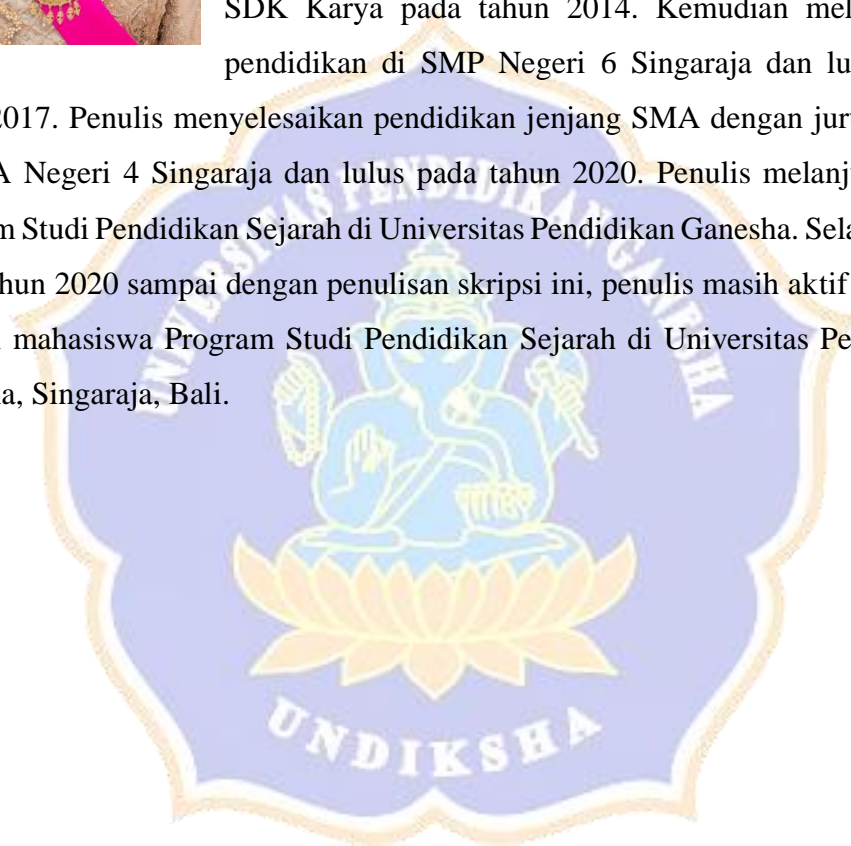 SDK Karya pada tahun 2014. Kemudian mel
pendidikan di SMP Negeri 6 Singaraja dan lu
2017. Penulis menyelesaikan pendidikan jenjang SMA dengan jur
A Negeri 4 Singaraja dan lulus pada tahun 2020. Penulis melanj
m Studi Pendidikan Sejarah di Universitas Pendidikan Ganesha. Sela
hun 2020 sampai dengan penulisan skripsi ini, penulis masih aktif
mahasiswa Program Studi Pendidikan Sejarah di Universitas Pe
a, Singaraja, Bali.
UNIVERSITAS PENDIDIKAN GANESHA
UNDIKSHA